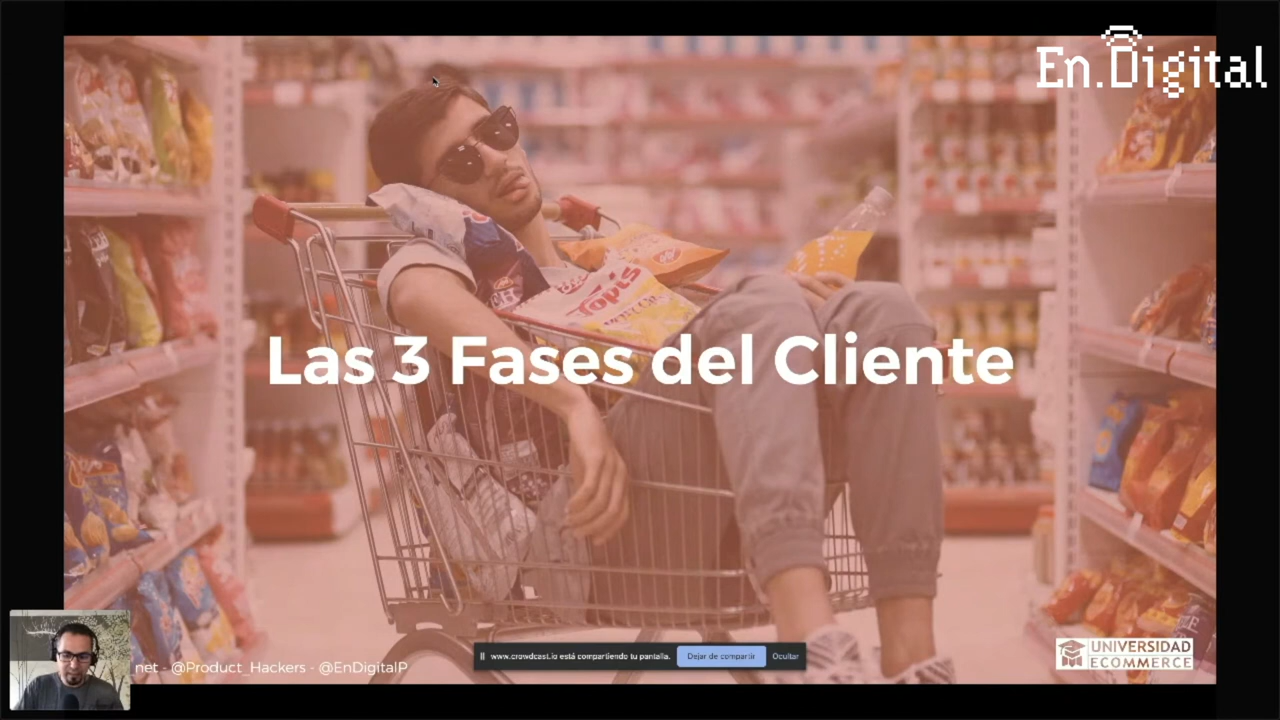 En.Digital
Topis
Las 3 Fases del Cliente
net - @Product_Hackers - @EnDigitalP
www.crowdcast.io está compartiendo tu pantalla.
Dejar de compartir
Ocultar
UNIVERSIDAD
ECOMMERCE